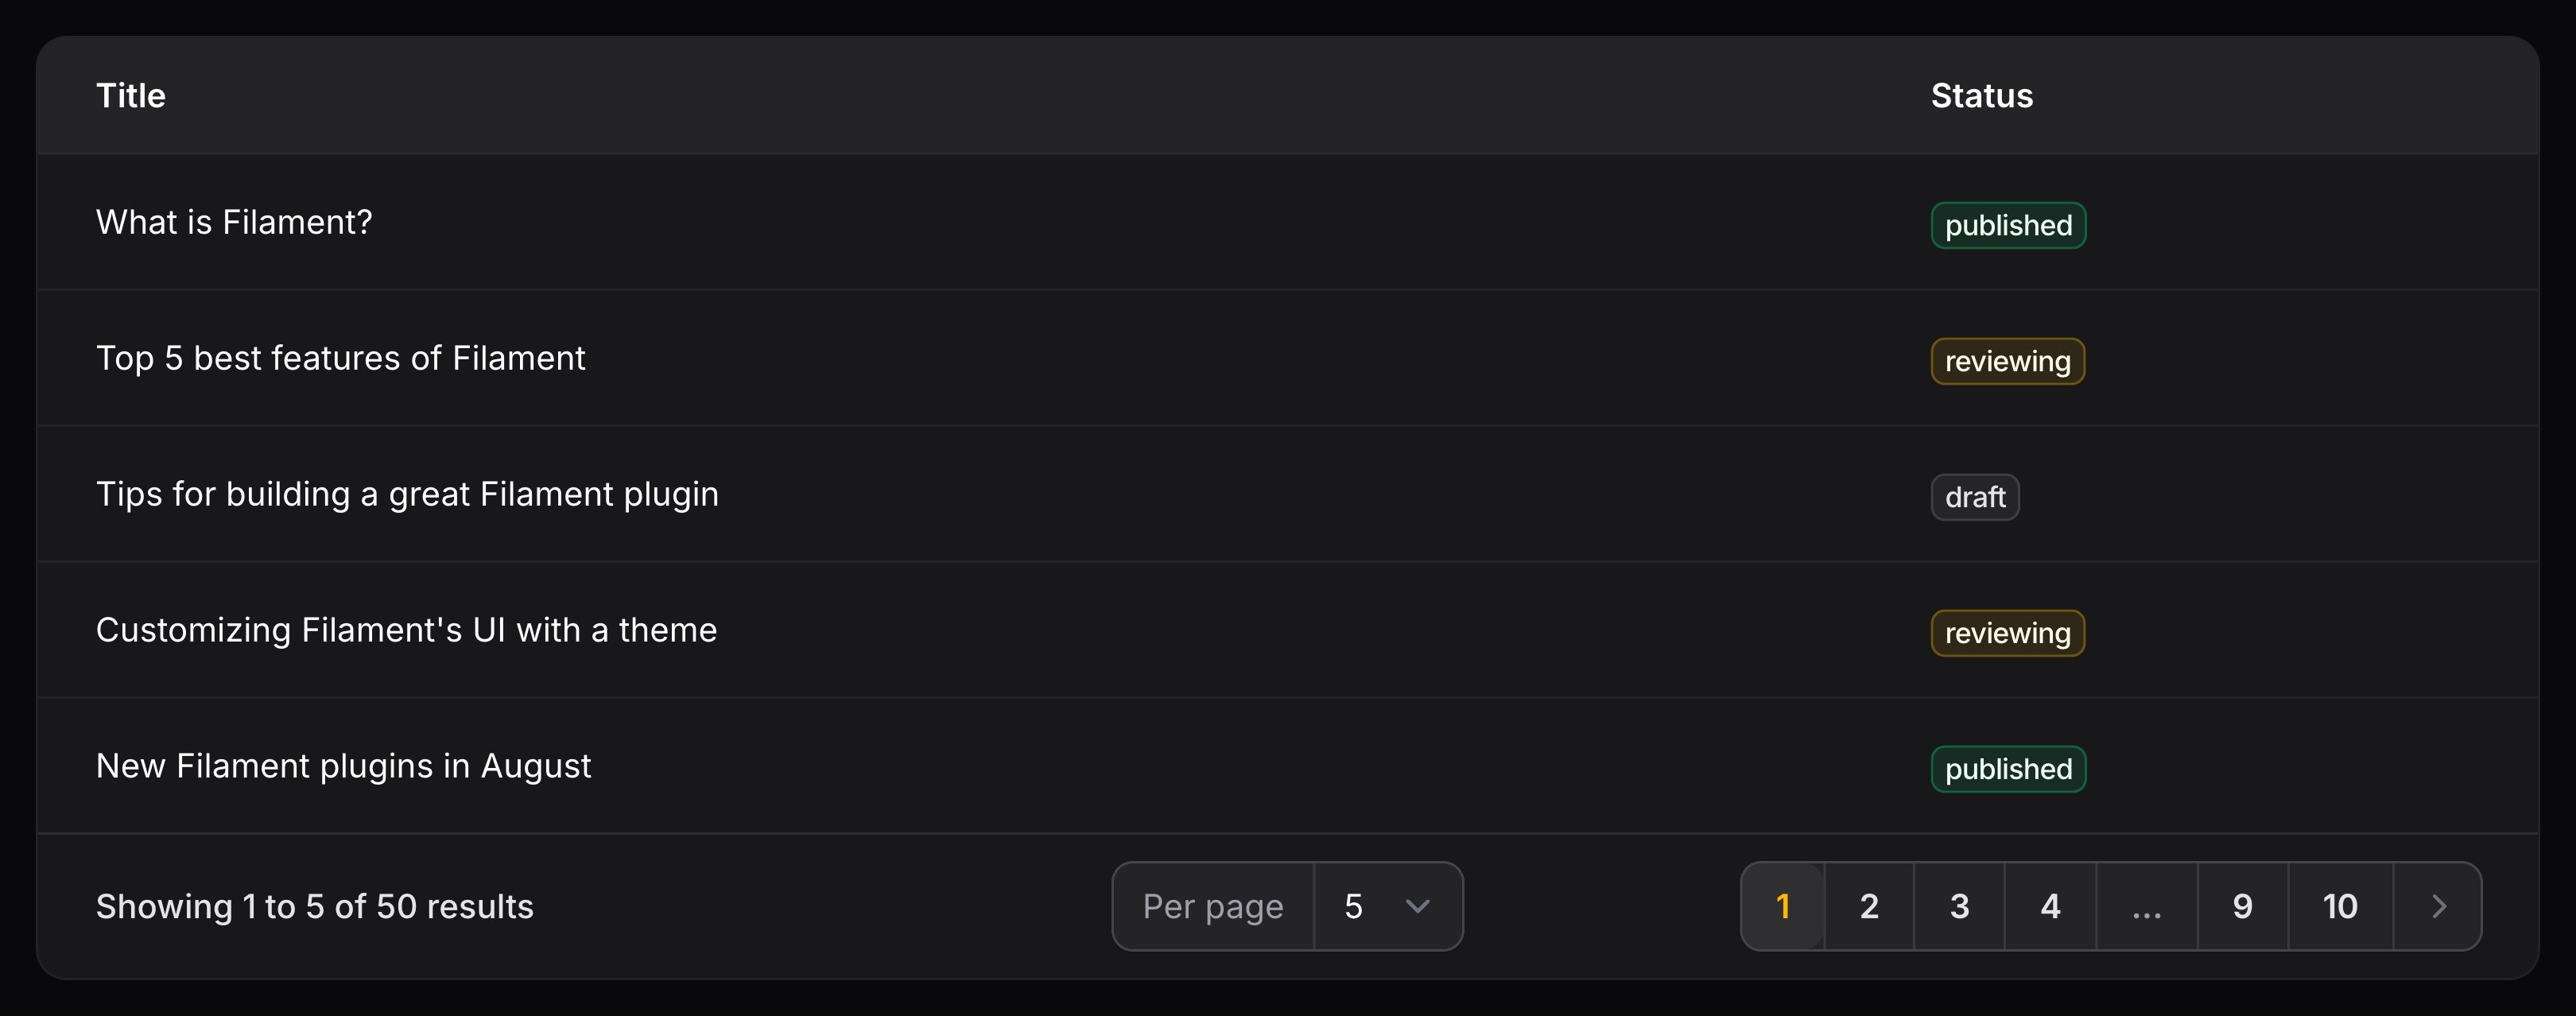 Title Status
What is Filament? published
Top 5 best features of Filament reviewing
Tips for building a great Filament plugin draft
Customizing Filament's UI with a theme reviewing
New Filament plugins in August published
Showing 1 to 5 of 50 results Per page 5 1 2 3 4 ... 9 10